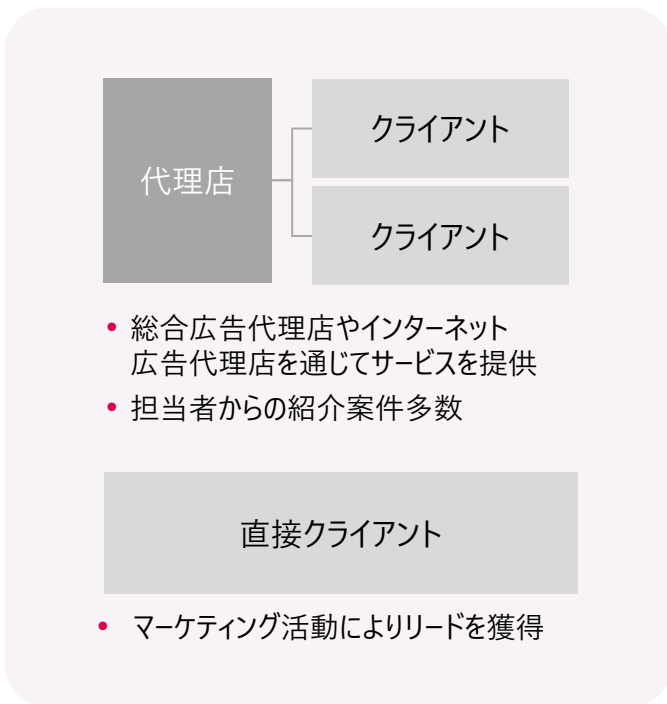 代理店
クライアント
クライアント
• 総合広告代理店やインターネット
広告代理店を通じてサービスを提供
• 担当者からの紹介案件多数
直接クライアント
• マーケティング活動によりリードを獲得